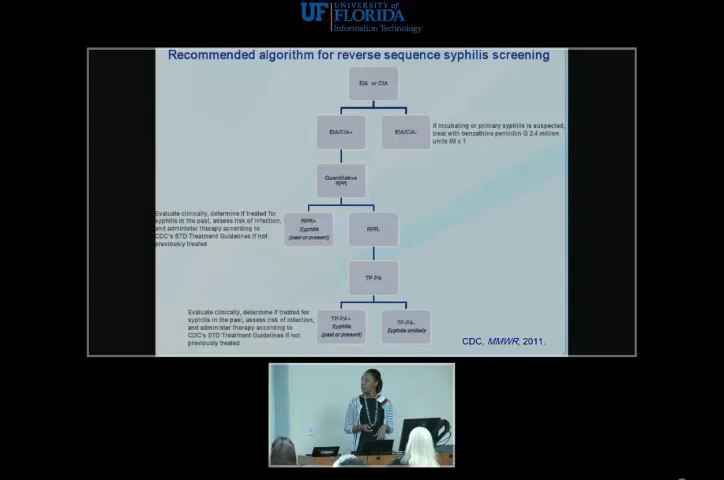 UF UNIVERSITY of
FLORIDA
Information Technology
Recommended algorithm for reverse sequence syphilis screening
EIA or CIA
EIA/CIA+
EIA/CIA-
If incubating or primary syphilis is suspected,
treat with benzathine penicillin G 2.4 million
units IM x 1
Quantitative
RPR
Evaluate clinically, determine if treated for
syphilis in the past, assess risk of infection,
and administer therapy according to
CDC's STD Treatment Guidelines if not
previously treated
RPR+
Syphilis
(past or present)
RPR-
TP-PA
Evaluate clinically, determine if treated for
syphilis in the past, assess risk of infection,
and administer therapy according to
CDC's STD Treatment Guidelines if not
previously treated
TP-PA+
Syphilis
(past or present)
TP-PA-
Syphilis unlikely
CDC, MMWR, 2011.